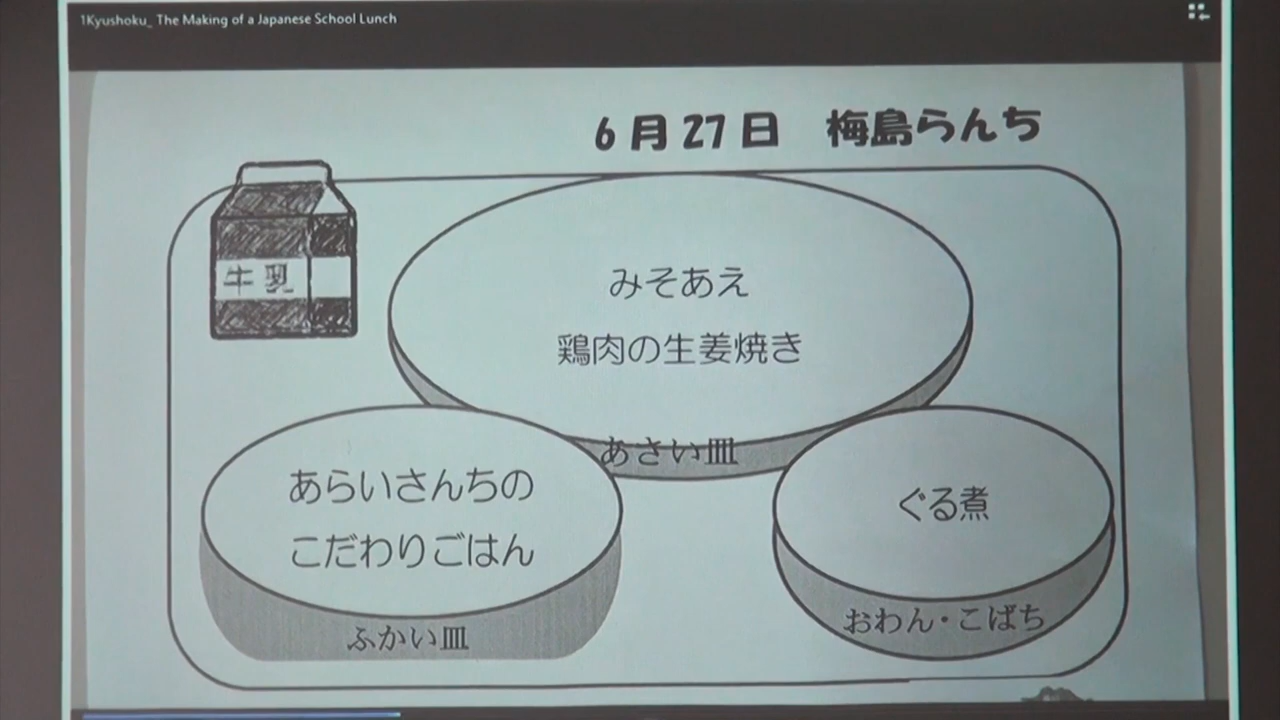 1Kyushoku_ The Making of a Japanese School Lunch
6月27日 梅島らんち
牛乳
みそあえ
鶏肉の生姜焼き
あさい皿
あらいさんちの
こだわりごはん
ふかい皿
ぐる煮
おわん・こばち